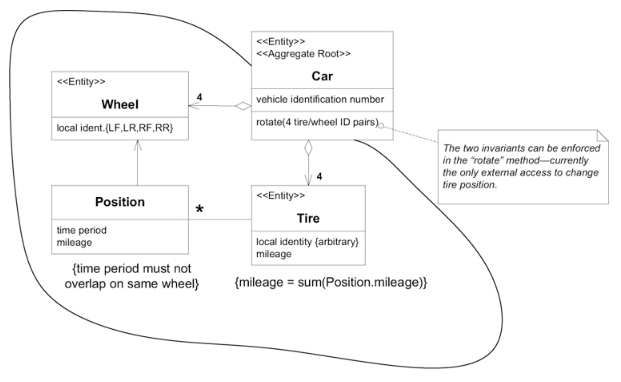 <<Entity>>
<<Aggregate Root>>
Car
vehicle identification number
rotate(4 tire/wheel ID pairs)
<<Entity>>
Wheel
local ident.{LF,LR,RF,RR}
4
The two invariants can be enforced
in the “rotate” method—currently
the only external access to change
tire position.
4
Position
time period
mileage
*
<<Entity>>
Tire
local identity {arbitrary}
mileage
{time period must not
overlap on same wheel}
{mileage = sum(Position.mileage)}